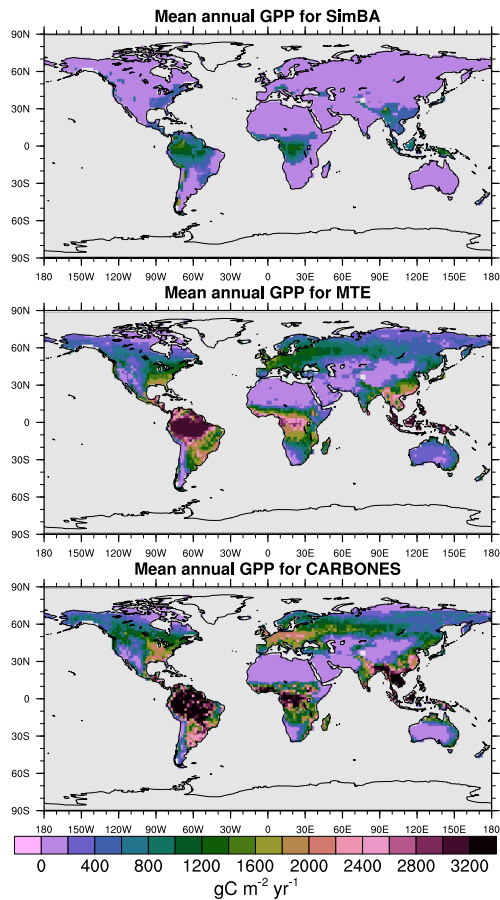 Mean annual GPP for SimBA
90N
60N
30N
0
30S
60S
90S
180 150W 120W 90W 60W 30W 0 30E 60E 90E 120E 150E 180
Mean annual GPP for MTE
90N
60N
30N
0
30S
60S
90S
180 150W 120W 90W 60W 30W 0 30E 60E 90E 120E 150E 180
Mean annual GPP for CARBONES
90N
60N
30N
0
30S
60S
90S
180 150W 120W 90W 60W 30W 0 30E 60E 90E 120E 150E 180
0 400 800 1200 1600 2000 2400 2800 3200
gC m⁻² yr⁻¹